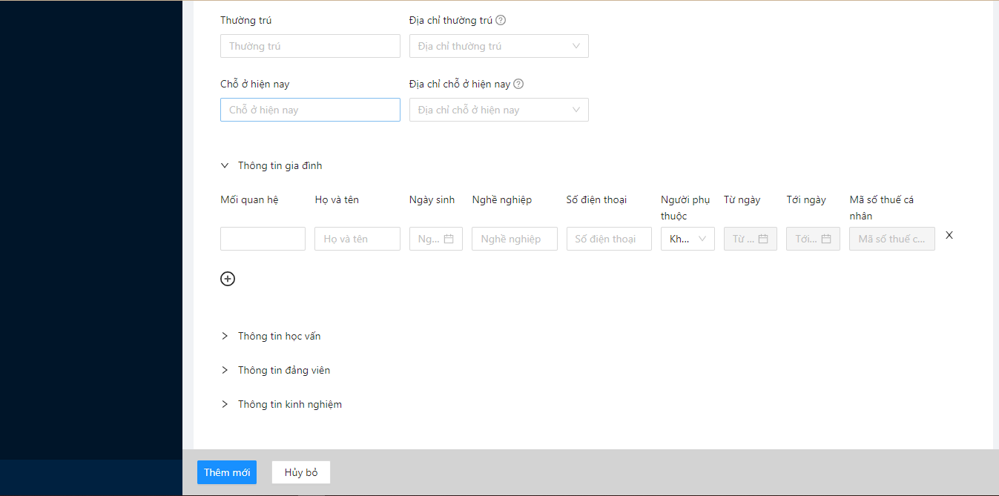 Thường trú Địa chỉ thường trú
Thường trú Địa chỉ thường trú
Chỗ ở hiện nay Địa chỉ chỗ ở hiện nay
Chỗ ở hiện nay Địa chỉ chỗ ở hiện nay
Thông tin gia đình
Mối quan hệ Họ và tên Ngày sinh Nghề nghiệp Số điện thoại Người phụ thuộc Từ ngày Tới ngày Mã số thuế cá nhân
Họ và tên Ng... Nghề nghiệp Số điện thoại Kh... Từ ... Tới... Mã số thuế c... X
Thông tin học vấn
Thông tin đảng viên
Thông tin kinh nghiệm
Thêm mới Hủy bỏ